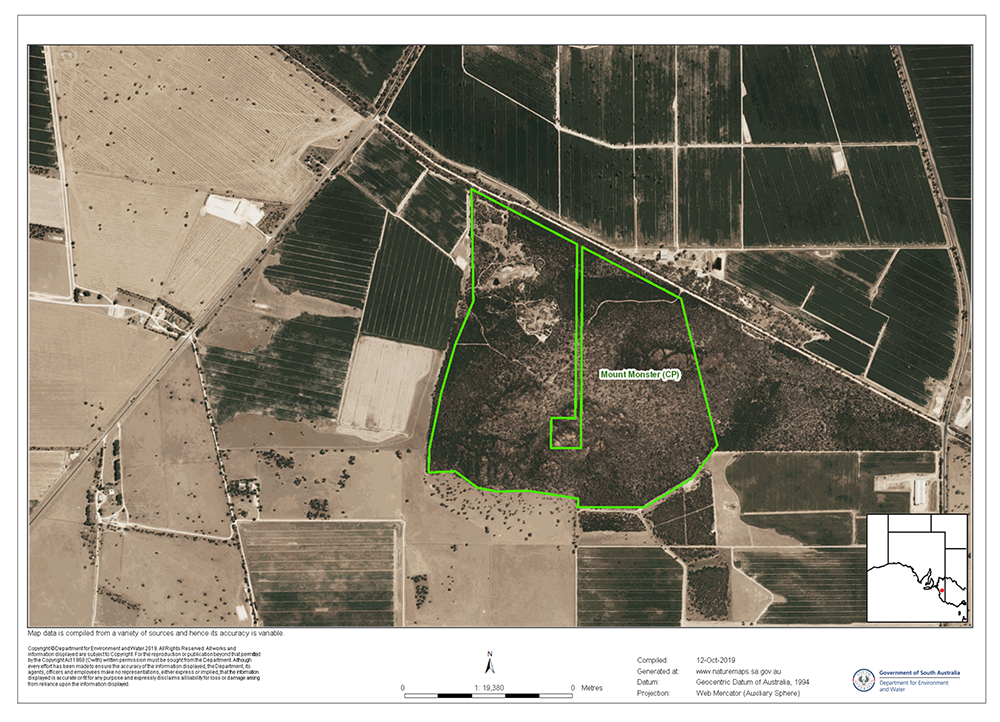 Mount Monster (CP)
Map data is compiled from a variety of sources and hence its accuracy is variable.
Copyright©Department for Environment and Water 2019. All Rights Reserved. All works and
information displayed are subject to Copyright. For the reproduction or publication beyond that permitted
by the Copyright Act 1968 (Cwlth) written permission must be sought from the Department. Although
every effort has been made to ensure the accuracy of the information displayed, the Department, its
agents, officers and employees make no representations, either express or implied, that the information
displayed is accurate or fit for any purpose and expressly disclaims all liability for loss or damage arising
from reliance upon the information displayed.
N
0 1: 19,380 0 Metres
Compiled: 12-Oct-2019
Generated at: www.naturemaps.sa.gov.au
Datum: Geocentric Datum of Australia, 1994
Projection: Web Mercator (Auxiliary Sphere)
Government of South Australia
Department for Environment
and Water